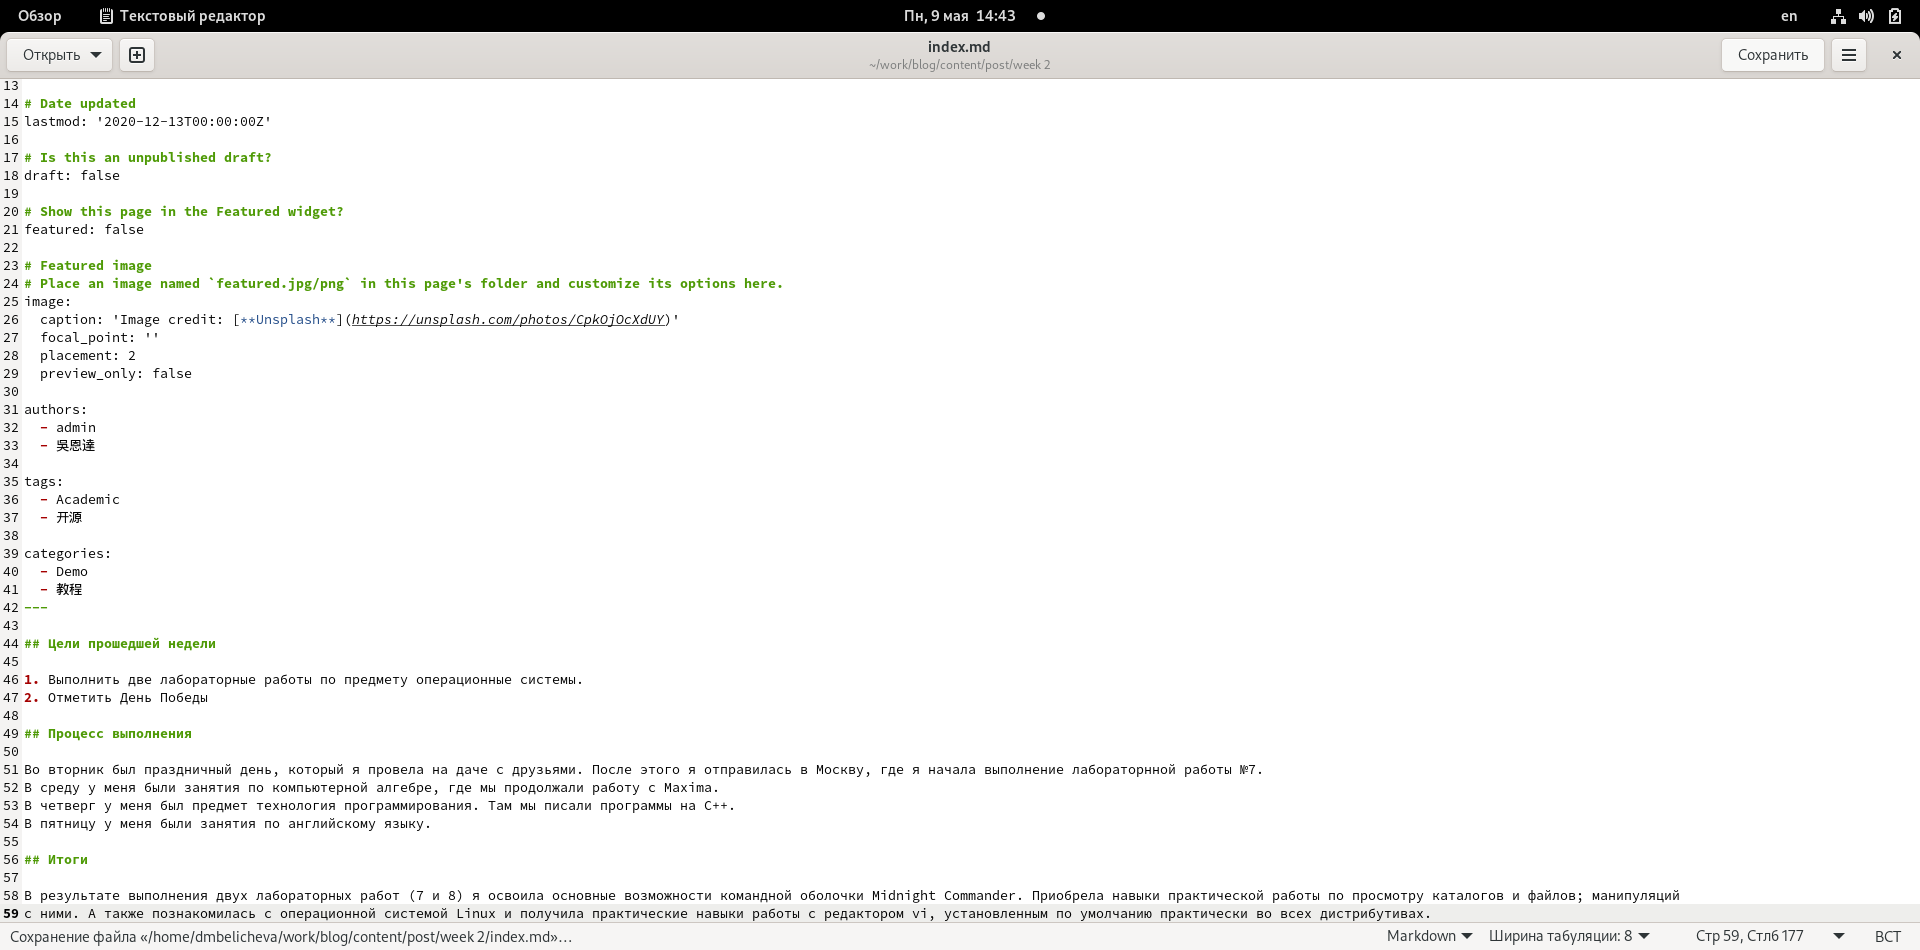 Обзор Текстовый редактор Пн, 9 мая 14:43 en
Открыть index.md Сохранить
~/work/blog/content/post/week 2
13
14 # Date updated
15 lastmod: '2020-12-13T00:00:00Z'
16
17 # Is this an unpublished draft?
18 draft: false
19
20 # Show this page in the Featured widget?
21 featured: false
22
23 # Featured image
24 # Place an image named `featured.jpg/png` in this page's folder and customize its options here.
25 image:
26   caption: 'Image credit: [**Unsplash**](https://unsplash.com/photos/CpkOjOcXdUY)'
27   focal_point: ''
28   placement: 2
29   preview_only: false
30
31 authors:
32   - admin
33   - 吳恩達
34
35 tags:
36   - Academic
37   - 开源
38
39 categories:
40   - Demo
41   - 教程
42 ---
43
44 ## Цели прошедшей недели
45
46 1. Выполнить две лабораторные работы по предмету операционные системы.
47 2. Отметить День Победы
48
49 ## Процесс выполнения
50
51 Во вторник был праздничный день, который я провела на даче с друзьями. После этого я отправилась в Москву, где я начала выполнение лабораторнной работы №7.
52 В среду у меня были занятия по компьютерной алгебре, где мы продолжали работу с Maxima.
53 В четверг у меня был предмет технология программирования. Там мы писали программы на C++.
54 В пятницу у меня были занятия по английскому языку.
55
56 ## Итоги
57
58 В результате выполнения двух лабораторных работ (7 и 8) я освоила основные возможности командной оболочки Midnight Commander. Приобрела навыки практической работы по просмотру каталогов и файлов; манипуляций
59 с ними. А также познакомилась с операционной системой Linux и получила практические навыки работы с редактором vi, установленным по умолчанию практически во всех дистрибутивах.
Сохранение файла «/home/dmbelicheva/work/blog/content/post/week 2/index.md»… Markdown Ширина табуляции: 8 Стр 59, Стлб 177 ВСТ